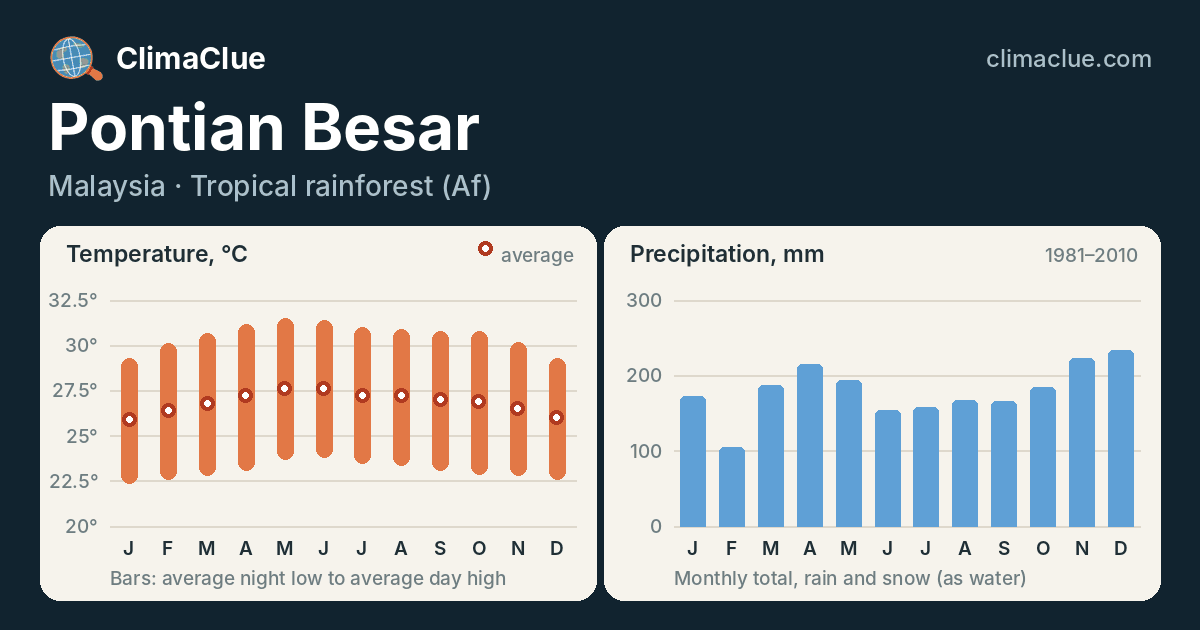 ClimaClue
climaclue.com
Pontian Besar
Malaysia · Tropical rainforest (Af)
Temperature, °C
average
32.5°
30°
27.5°
25°
22.5°
20°
J F M A M J J A S O N D
Bars: average night low to average day high
Precipitation, mm
1981–2010
300
200
100
0
J F M A M J J A S O N D
Monthly total, rain and snow (as water)